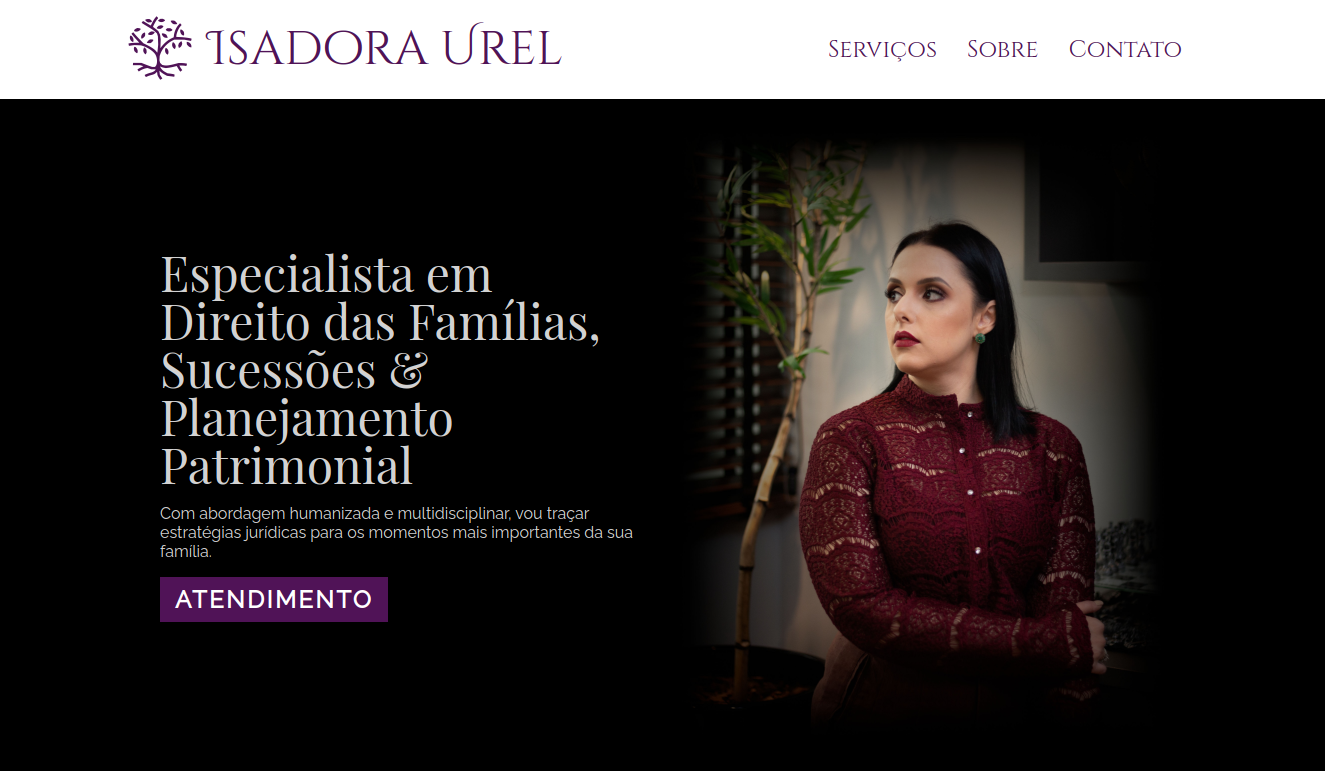 Isadora Urel
Serviços Sobre Contato
Especialista em
Direito das Famílias,
Sucessões &
Planejamento
Patrimonial
Com abordagem humanizada e multidisciplinar, vou traçar
estratégias jurídicas para os momentos mais importantes da sua
família.
ATENDIMENTO